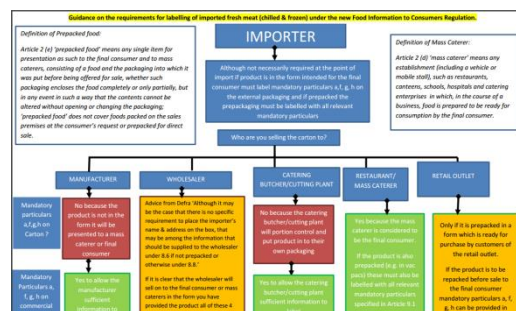 Guidance on the requirements for labelling of imported fresh meat (chilled & frozen) under the new Food Information to Consumers Regulation.
Definition of Prepacked food:
Article 2 (e) 'prepacked food' means any single item for
presentation as such to the final consumer and to mass
caterers, consisting of a food and the packaging into which it
was put before being offered for sale, whether such
packaging encloses the food completely or only partially, but
in any event in such a way that the contents cannot be
altered without opening or changing the packaging;
'prepacked food' does not cover foods packed on the sales
premises at the consumer's request or prepacked for direct
sale.
IMPORTER
Although not necessarily required at the point of
import if product is in the form intended for the final
consumer must label mandatory particulars a,f, g, h on
the external packaging and if prepacked the
prepackaging must be labelled with all relevant
mandatory particulars
Definition of Mass Caterer:
Article 2 (d) 'mass caterer' means any
establishment (including a vehicle or
mobile stall), such as restaurants,
canteens, schools, hospitals and catering
enterprises in which, in the course of a
business, food is prepared to be ready for
consumption by the final consumer.
Who are you selling the carton to?
MANUFACTURER
WHOLESALER
CATERING
BUTCHER/CUTTING PLANT
RESTAURANT/
MASS CATERER
RETAIL OUTLET
Mandatory
particulars
a,f,g,h on
Carton ?
No because the
product is not in the
form it will be
presented to a mass
caterer or final
consumer
Advice from Defra 'Although it may
be the case that there is no specific
requirement to place the importer's
name & address on the box, that
may be among the information that
should be supplied to the wholesaler
under 8.6 if not prepacked or
otherwise under 8.8.'
If it is clear that the wholesaler will
sell on to the final consumer or mass
caterers in the form you have
provided the product all of these 4
No because the catering
butcher/cutting plant
will portion control and
put product in to their
own packaging
Yes because the mass
caterer is considered to
be the final consumer.
If the product is also
prepacked (e.g. in vac
pacs) these must also be
labelled with all relevant
mandatory particulars
specified in Article 9.1
Only if it is prepacked in a
form which is ready for
purchase by customers of
the retail outlet.
If the product is to be
repacked before sale to
the final consumer
mandatory particulars a, f,
g, h can be provided in
Mandatory
Particulars a,
f, g, h on
commercial
Yes to allow the
manufacturer
sufficient
information to
Yes to allow the catering
butcher/cutting plant
sufficient information to